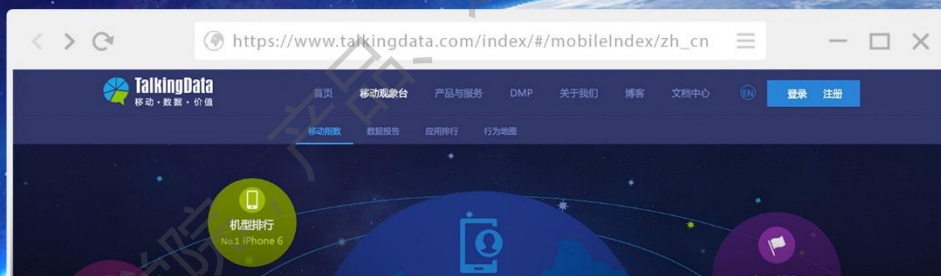 https://www.talkingdata.com/index/#/mobileIndex/zh_cn
TalkingData
移动·数据·价值
首页 移动观象台 产品与服务 DMP 关于我们 博客 文档中心 EN 登录 注册
移动指数 数据报告 应用排行 行为地图
机型排行
No.1 iPhone 6